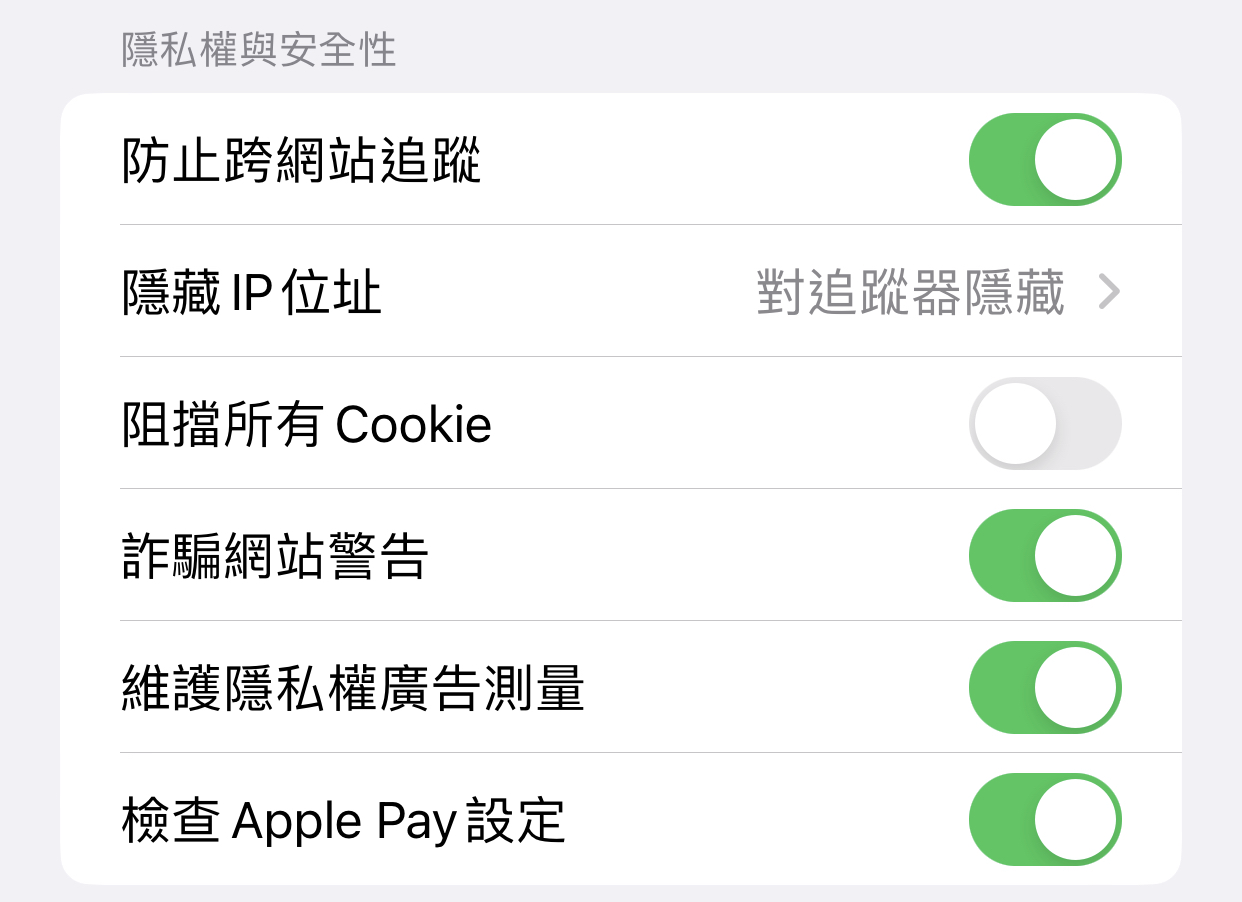 隱私權與安全性
防止跨網站追蹤
隱藏 IP 位址 對追蹤器隱藏
阻擋所有 Cookie
詐騙網站警告
維護隱私權廣告測量
檢查 Apple Pay 設定